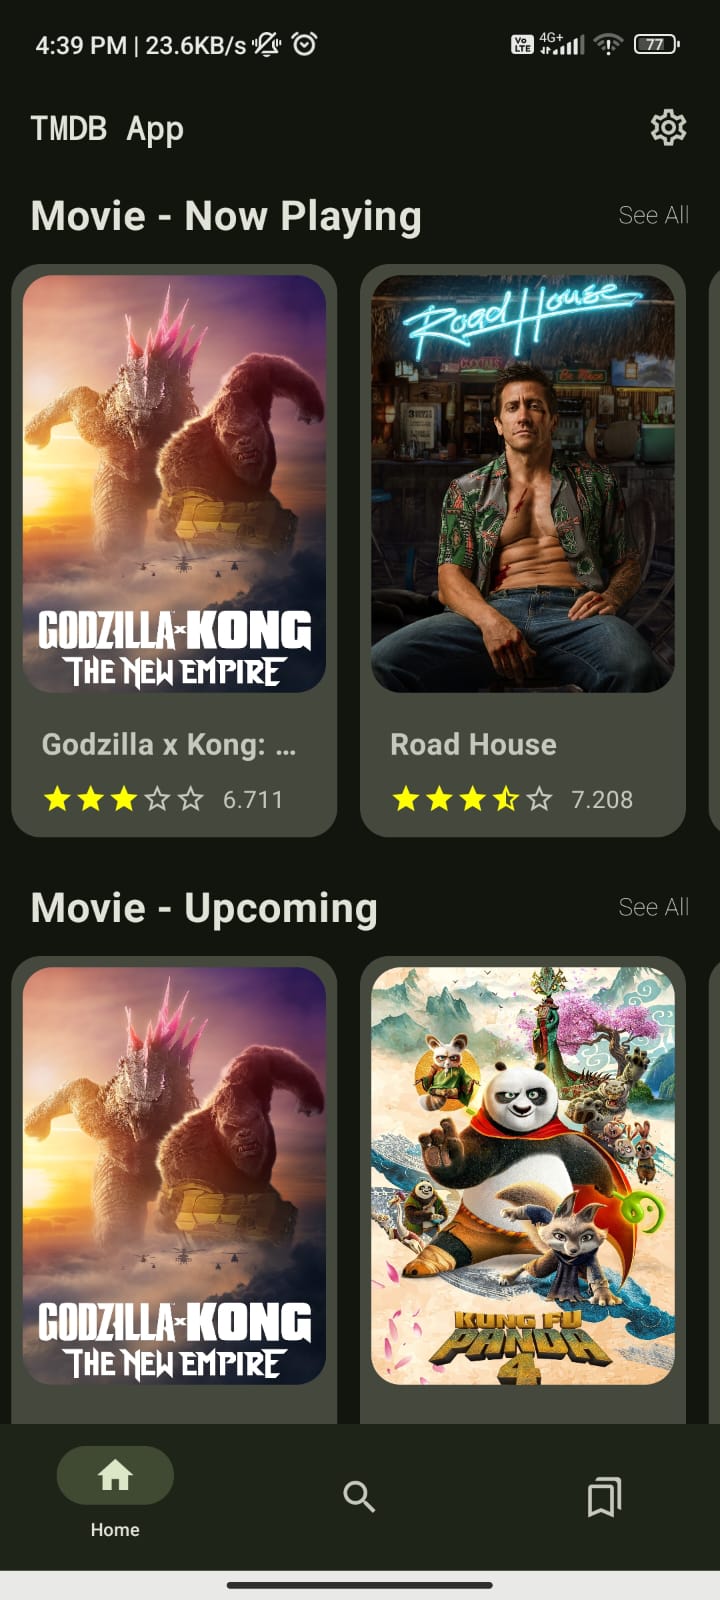 4:39 PM | 23.6KB/s
Vo LTE 4G+ 77
TMDB App
Movie - Now Playing
See All
GODZILLA x KONG
THE NEW EMPIRE
Road House
Godzilla x Kong: ...
6.711
Road House
7.208
Movie - Upcoming
See All
GODZILLA x KONG
THE NEW EMPIRE
KUNG FU
PANDA
4
Home